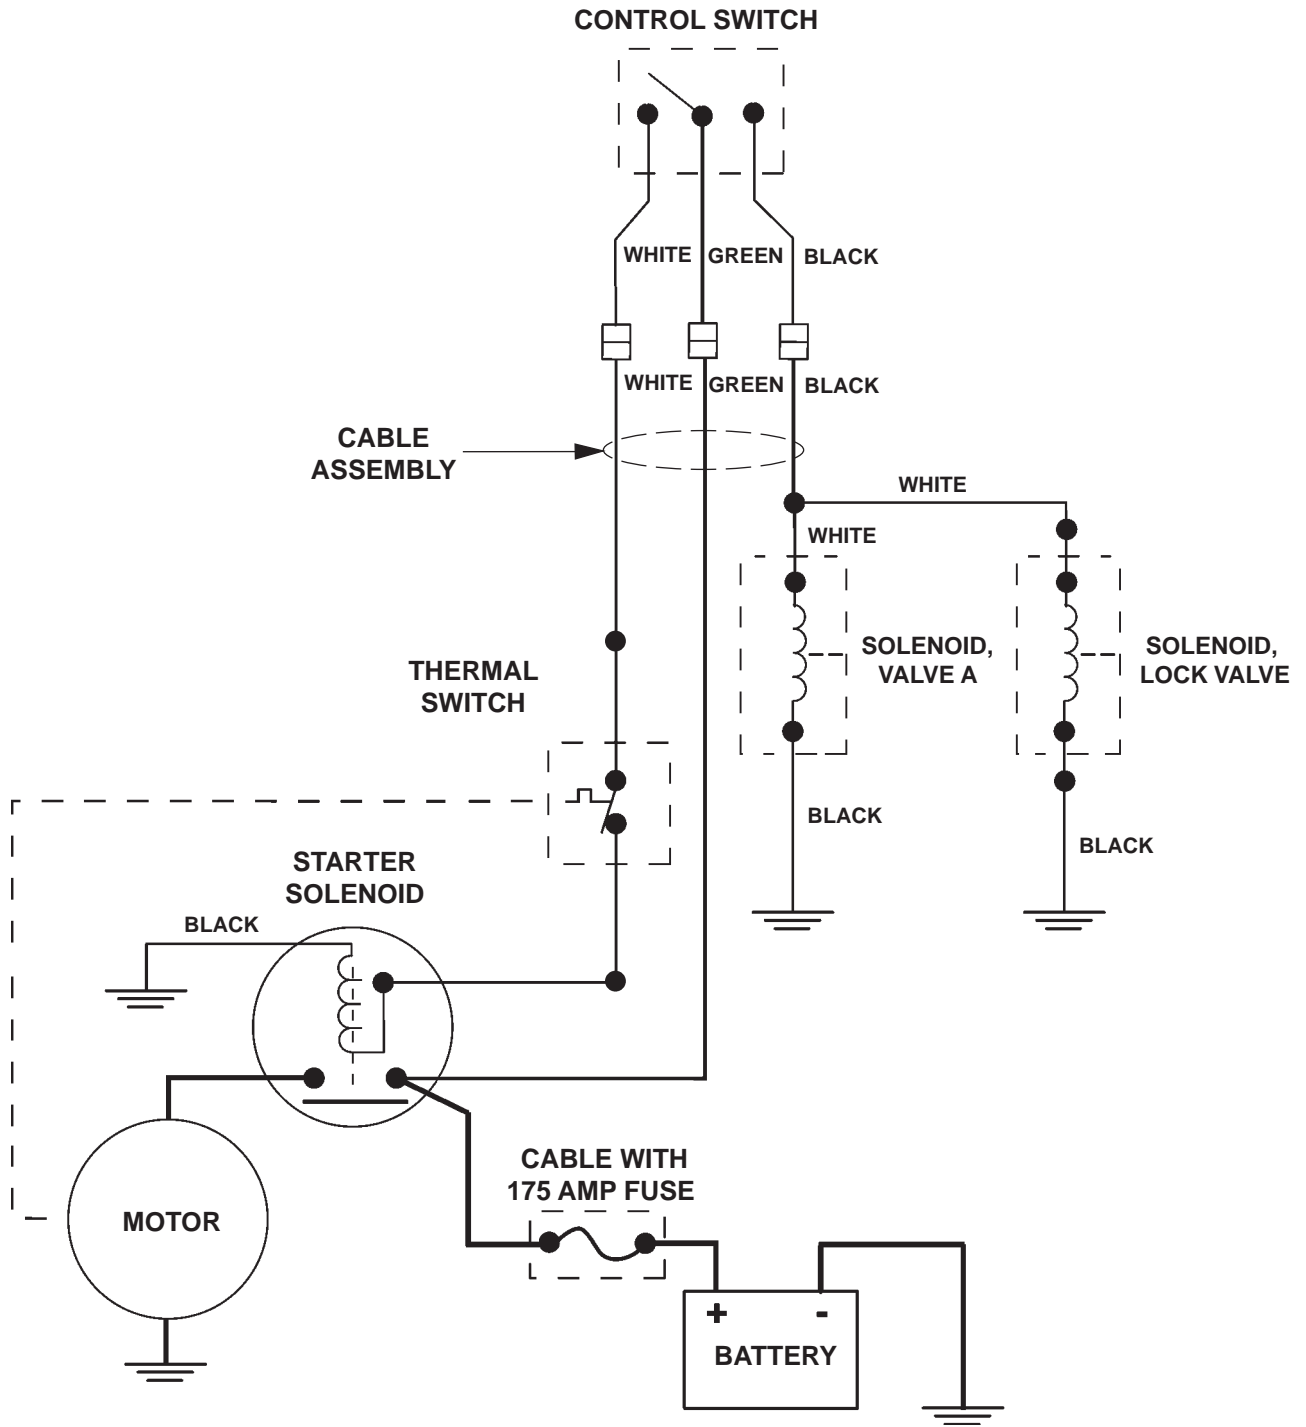 CONTROL SWITCH
WHITE
GREEN
BLACK
WHITE
GREEN
BLACK
CABLE
ASSEMBLY
WHITE
WHITE
SOLENOID,
VALVE A
SOLENOID,
LOCK VALVE
THERMAL
SWITCH
BLACK
BLACK
STARTER
SOLENOID
BLACK
CABLE WITH
175 AMP FUSE
MOTOR
+
-
BATTERY